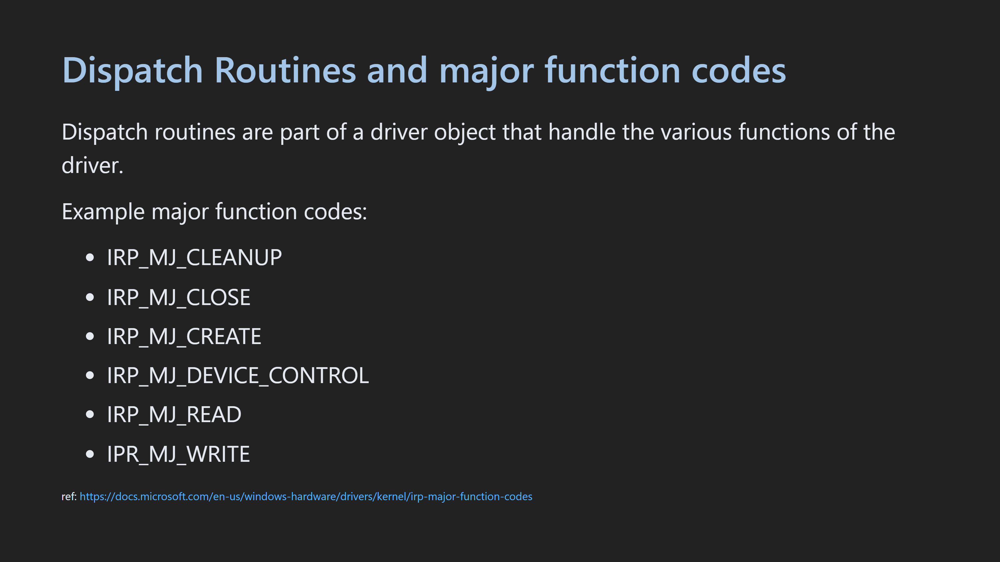 Dispatch Routines and major function codes
Dispatch routines are part of a driver object that handle the various functions of the
driver.
Example major function codes:
• IRP_MJ_CLEANUP
• IRP_MJ_CLOSE
• IRP_MJ_CREATE
• IRP_MJ_DEVICE_CONTROL
• IRP_MJ_READ
• IPR_MJ_WRITE
ref: https://docs.microsoft.com/en-us/windows-hardware/drivers/kernel/irp-major-function-codes